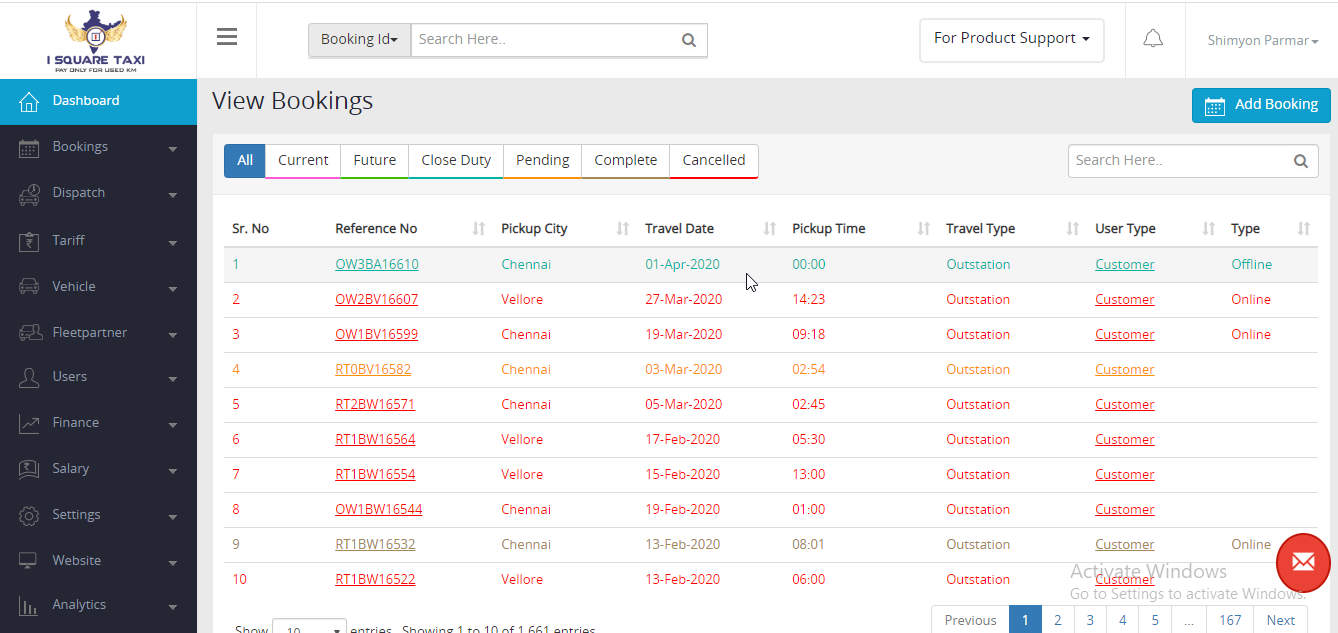 I SQUARE TAXI
PAY ONLY FOR USED KM
Booking Id Search Here.. For Product Support Shimyon Parmar
Dashboard
Bookings
Dispatch
Tariff
Vehicle
Fleetpartner
Users
Finance
Salary
Settings
Website
Analytics
View Bookings Add Booking
All Current Future Close Duty Pending Complete Cancelled Search Here..
Sr. No Reference No Pickup City Travel Date Pickup Time Travel Type User Type Type
1 OW3BA16610 Chennai 01-Apr-2020 00:00 Outstation Customer Offline
2 OW2BV16607 Vellore 27-Mar-2020 14:23 Outstation Customer Online
3 OW1BV16599 Chennai 19-Mar-2020 09:18 Outstation Customer Online
4 RT0BV16582 Chennai 03-Mar-2020 02:54 Outstation Customer
5 RT2BW16571 Chennai 05-Mar-2020 02:45 Outstation Customer
6 RT1BW16564 Vellore 17-Feb-2020 05:30 Outstation Customer
7 RT1BW16554 Vellore 15-Feb-2020 13:00 Outstation Customer
8 OW1BW16544 Chennai 19-Feb-2020 01:00 Outstation Customer
9 RT1BW16532 Chennai 13-Feb-2020 08:01 Outstation Customer Online
10 RT1BW16522 Vellore 13-Feb-2020 06:00 Outstation Customer
Activate Windows
Go to Settings to activate Windows.
Show 10 entries Showing 1 to 10 of 1,661 entries
Previous 1 2 3 4 5 ... 167 Next